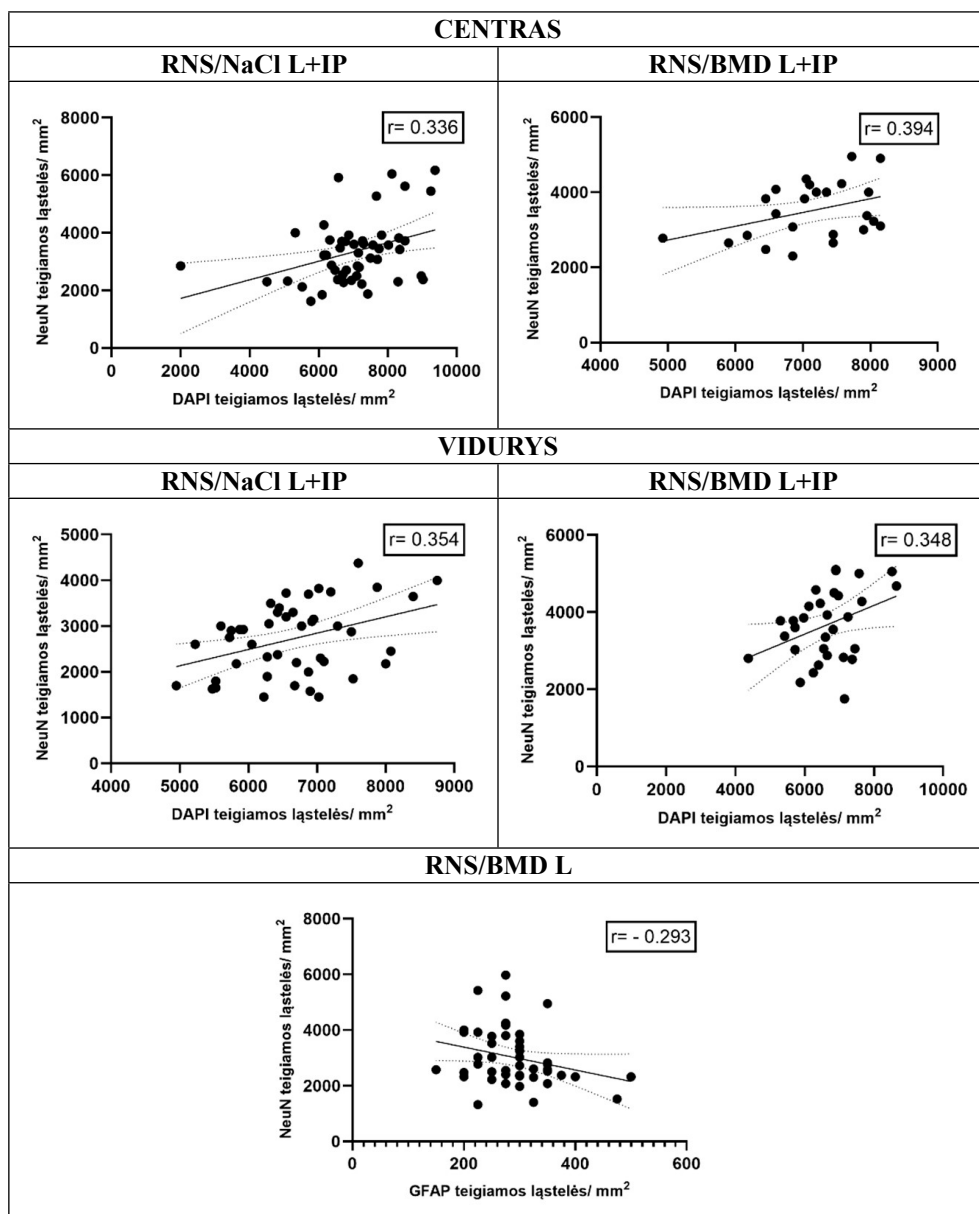 CENTRAS
RNS/NaCl L+IP
RNS/BMD L+IP
r= 0.336
NeuN teigiamos ląstelės/ mm²
8000
6000
4000
2000
0
0 2000 4000 6000 8000 10000
DAPI teigiamos ląstelės/ mm²
r= 0.394
NeuN teigiamos ląstelės/ mm²
6000
4000
2000
0
4000 5000 6000 7000 8000 9000
DAPI teigiamos ląstelės/ mm²
VIDURYS
RNS/NaCl L+IP
RNS/BMD L+IP
r= 0.354
NeuN teigiamos ląstelės/ mm²
5000
4000
3000
2000
1000
0
4000 5000 6000 7000 8000 9000
DAPI teigiamos ląstelės/ mm²
r= 0.348
NeuN teigiamos ląstelės/ mm²
6000
4000
2000
0
0 2000 4000 6000 8000 10000
DAPI teigiamos ląstelės/ mm²
RNS/BMD L
r= - 0.293
NeuN teigiamos ląstelės/ mm²
8000
6000
4000
2000
0
0 200 400 600
GFAP teigiamos ląstelės/ mm²